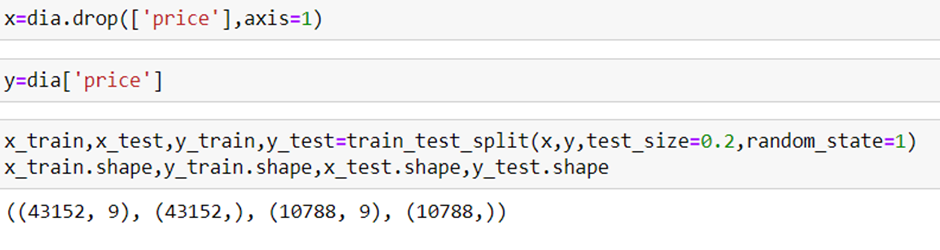 x=dia.drop(['price'],axis=1)
y=dia['price']
x_train,x_test,y_train,y_test=train_test_split(x,y,test_size=0.2,random_state=1)
x_train.shape,y_train.shape,x_test.shape,y_test.shape
((43152, 9), (43152,), (10788, 9), (10788,))